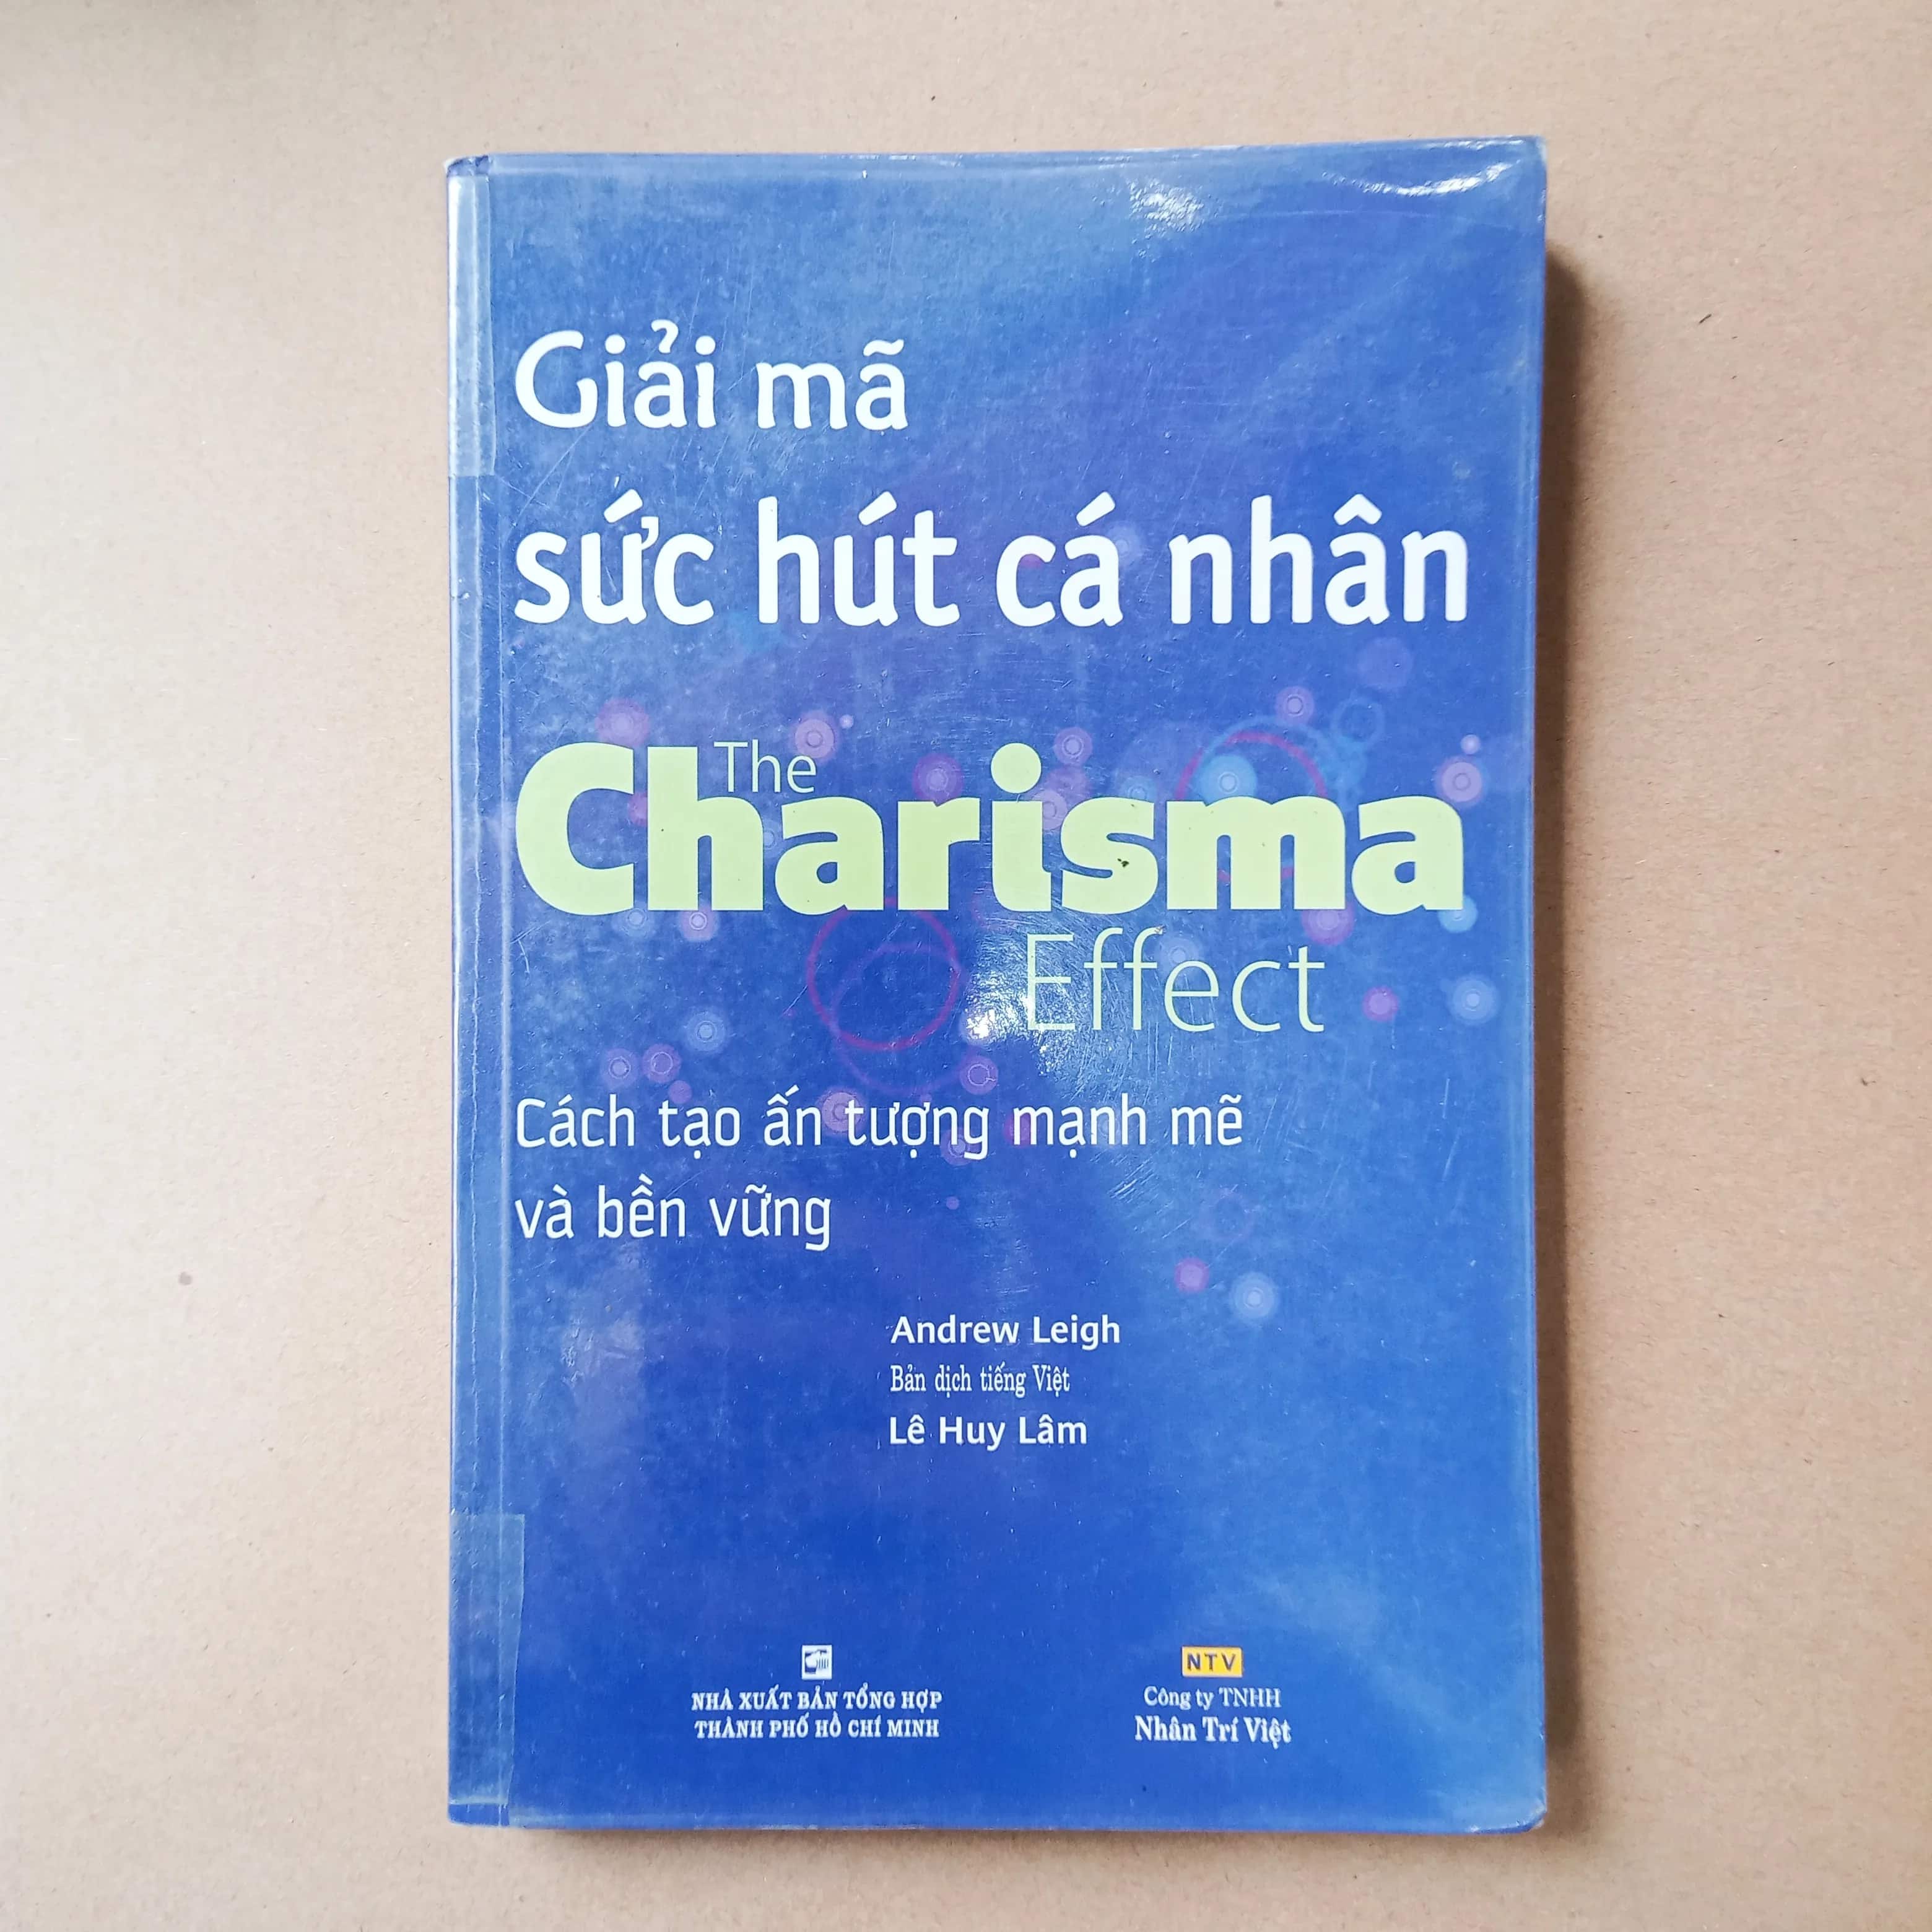 Giải mã
sức hút cá nhân
The
Charisma
Effect
Cách tạo ấn tượng mạnh mẽ
và bền vững
Andrew Leigh
Bản dịch tiếng Việt
Lê Huy Lâm
NHÀ XUẤT BẢN TỔNG HỢP
THÀNH PHỐ HỒ CHÍ MINH
NTV
Công ty TNHH
Nhân Trí Việt